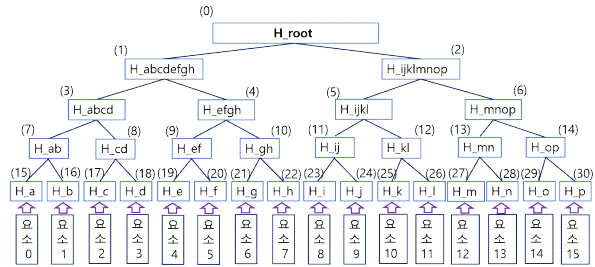 (0)
H_root
(1) (2)
H_abcdefgh H_ijklmnop
(3) (4) (5) (6)
H_abcd H_efgh H_ijkl H_mnop
(7) (8) (9) (10) (11) (12) (13) (14)
H_ab H_cd H_ef H_gh H_ij H_kl H_mn H_op
(15) (16) (17) (18) (19) (20) (21) (22) (23) (24) (25) (26) (27) (28) (29) (30)
H_a H_b H_c H_d H_e H_f H_g H_h H_i H_j H_k H_l H_m H_n H_o H_p
요소 0 요소 1 요소 2 요소 3 요소 4 요소 5 요소 6 요소 7 요소 8 요소 9 요소 10 요소 11 요소 12 요소 13 요소 14 요소 15